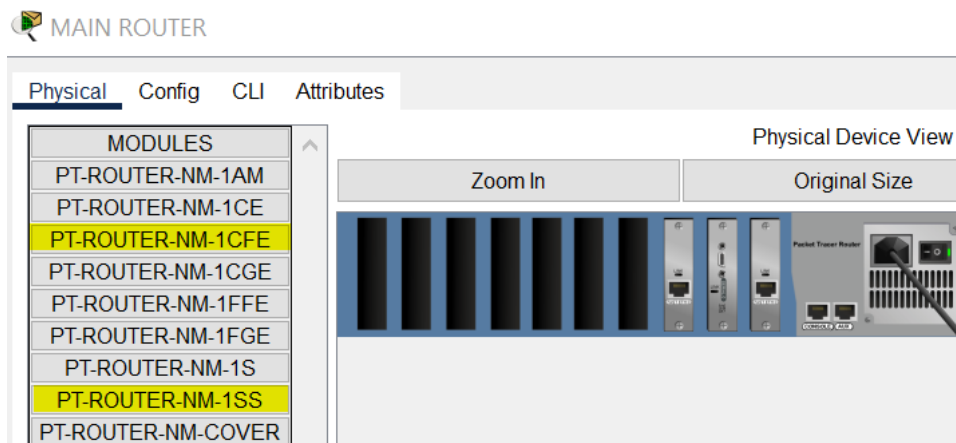 MAIN ROUTER
Physical Config CLI Attributes
MODULES
PT-ROUTER-NM-1AM
PT-ROUTER-NM-1CE
PT-ROUTER-NM-1CFE
PT-ROUTER-NM-1CGE
PT-ROUTER-NM-1FFE
PT-ROUTER-NM-1FGE
PT-ROUTER-NM-1S
PT-ROUTER-NM-1SS
PT-ROUTER-NM-COVER
Physical Device View
Zoom In Original Size
Packet Tracer Router
CONSOLE AUX